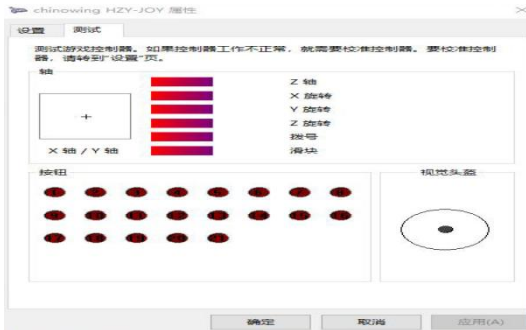 chinowing HZY-JOY 属性
设置 测试
测试游戏控制器。如果控制器工作不正常，就需要校准控制器。要校准控制
器，请转到"设置"页。
轴
Z 轴
X 旋转
Y 旋转
Z 旋转
拨号
滑块
X 轴 / Y 轴
按钮
视觉头盔
确定 取消 应用(A)